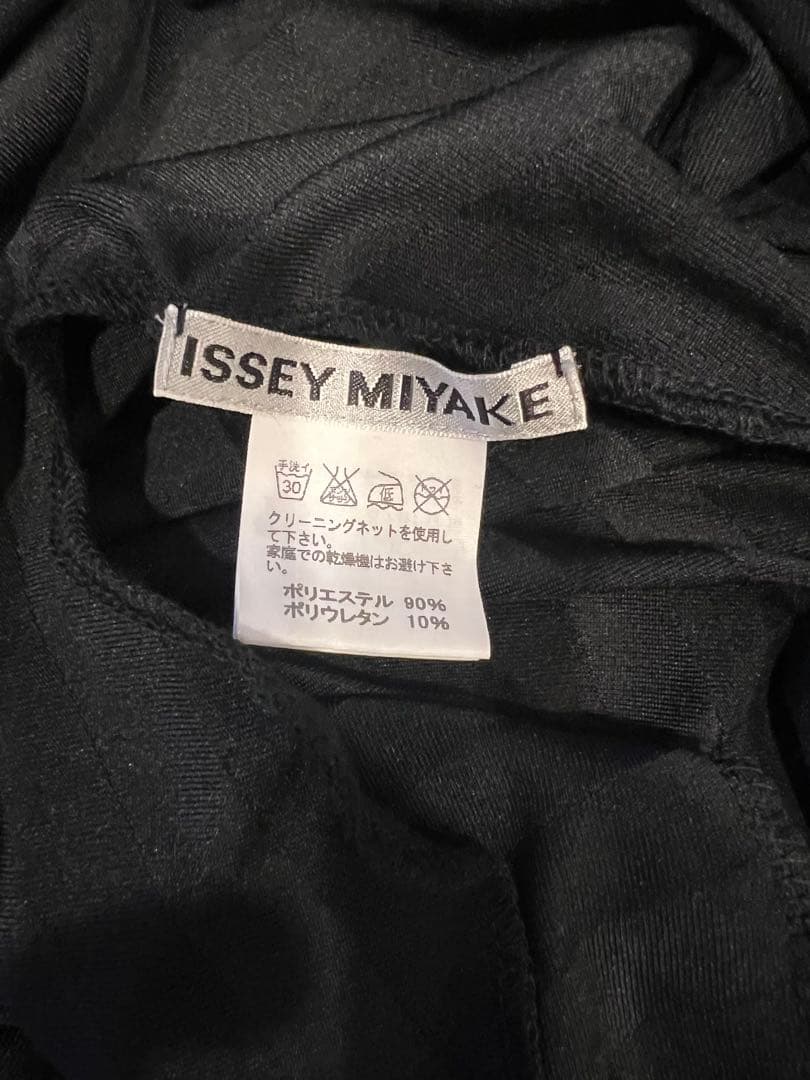 ISSEY MIYAKE
手洗イ
30
低
クリーニングネットを使用し
て下さい。
家庭での乾燥機はお避け下さ
い。
ポリエステル 90%
ポリウレタン 10%